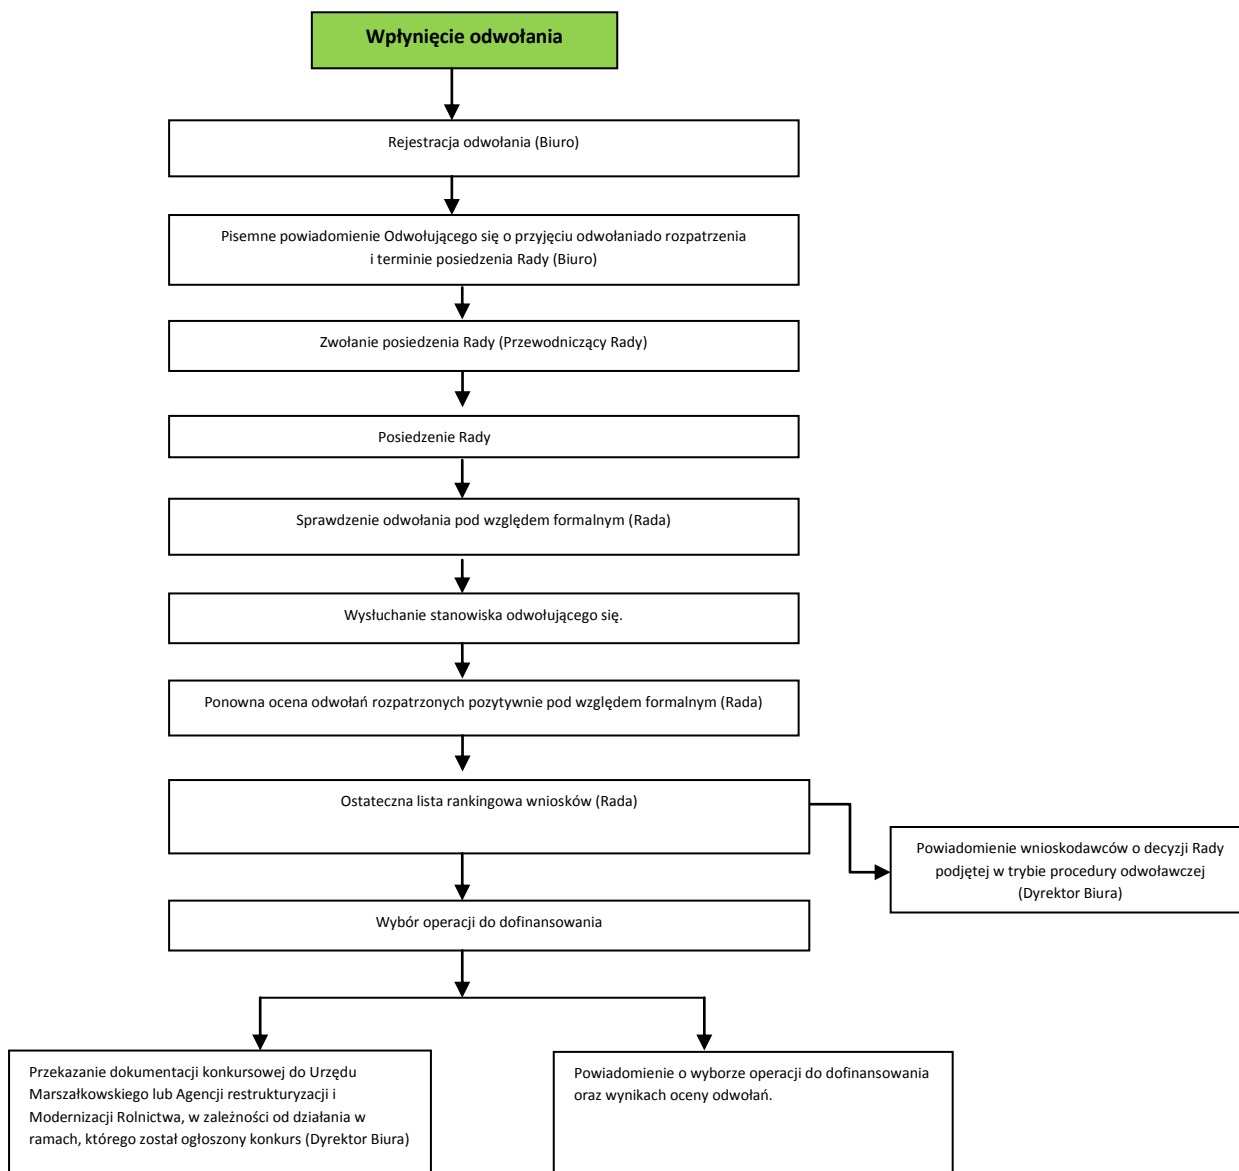 Wpłynięcie odwołania
Rejestracja odwołania (Biuro)
Pisemne powiadomienie Odwołującego się o przyjęciu odwołaniado rozpatrzenia
i terminie posiedzenia Rady (Biuro)
Zwołanie posiedzenia Rady (Przewodniczący Rady)
Posiedzenie Rady
Sprawdzenie odwołania pod względem formalnym (Rada)
Wysłuchanie stanowiska odwołującego się.
Ponowna ocena odwołań rozpatrzonych pozytywnie pod względem formalnym (Rada)
Ostateczna lista rankingowa wniosków (Rada)
Powiadomienie wnioskodawców o decyzji Rady
podjętej w trybie procedury odwoławczej
(Dyrektor Biura)
Wybór operacji do dofinansowania
Przekazanie dokumentacji konkursowej do Urzędu
Marszałkowskiego lub Agencji restrukturyzacji i
Modernizacji Rolnictwa, w zależności od działania w
ramach, którego został ogłoszony konkurs (Dyrektor Biura)
Powiadomienie o wyborze operacji do dofinansowania
oraz wynikach oceny odwołań.